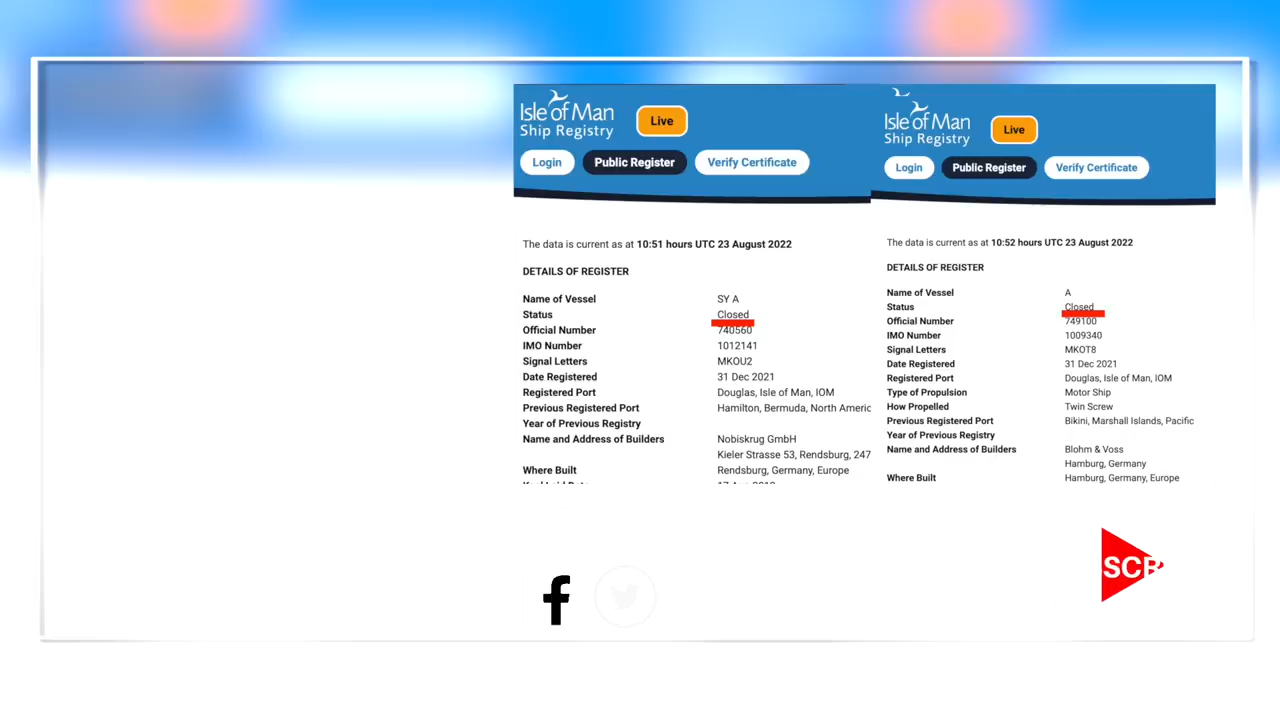 Isle of Man
Ship Registry
Live
Login
Public Register
Verify Certificate
The data is current as at 10:51 hours UTC 23 August 2022
DETAILS OF REGISTER
Name of Vessel SY A
Status Closed
Official Number 740560
IMO Number 1012141
Signal Letters MKOU2
Date Registered 31 Dec 2021
Registered Port Douglas, Isle of Man, IOM
Previous Registered Port Hamilton, Bermuda, North Americ
Year of Previous Registry
Name and Address of Builders Nobiskrug GmbH
Kieler Strasse 53, Rendsburg, 247
Where Built Rendsburg, Germany, Europe
Isle of Man
Ship Registry
Live
Login
Public Register
Verify Certificate
The data is current as at 10:52 hours UTC 23 August 2022
DETAILS OF REGISTER
Name of Vessel A
Status Closed
Official Number 749100
IMO Number 1009340
Signal Letters MKOT8
Date Registered 31 Dec 2021
Registered Port Douglas, Isle of Man, IOM
Type of Propulsion Motor Ship
How Propelled Twin Screw
Previous Registered Port Bikini, Marshall Islands, Pacific
Year of Previous Registry
Name and Address of Builders Blohm & Voss
Hamburg, Germany
Where Built Hamburg, Germany, Europe
f